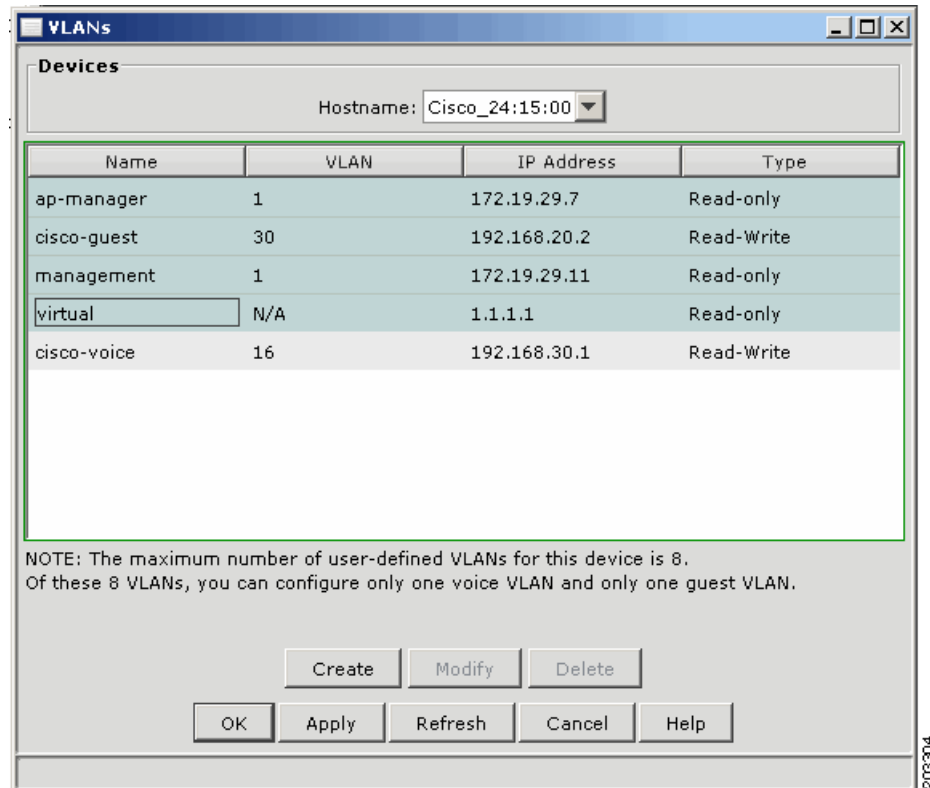 VLANs
Devices
Hostname: Cisco_24:15:00
Name VLAN IP Address Type
ap-manager 1 172.19.29.7 Read-only
cisco-guest 30 192.168.20.2 Read-Write
management 1 172.19.29.11 Read-only
virtual N/A 1.1.1.1 Read-only
cisco-voice 16 192.168.30.1 Read-Write
NOTE: The maximum number of user-defined VLANs for this device is 8.
Of these 8 VLANs, you can configure only one voice VLAN and only one guest VLAN.
Create Modify Delete
OK Apply Refresh Cancel Help
203304